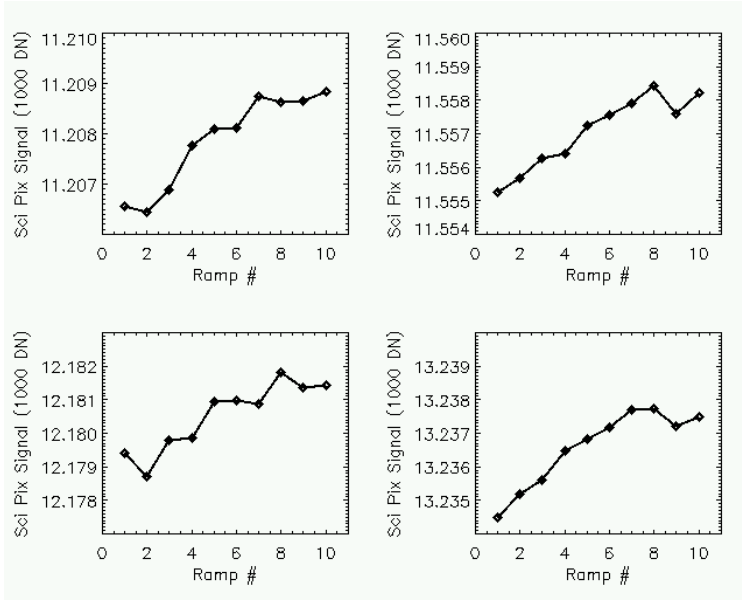 Sci Pix Signal (1000 DN)
11.210
11.209
11.208
11.207
0 2 4 6 8 10
Ramp #
Sci Pix Signal (1000 DN)
11.560
11.559
11.558
11.557
11.556
11.555
11.554
0 2 4 6 8 10
Ramp #
Sci Pix Signal (1000 DN)
12.182
12.181
12.180
12.179
12.178
0 2 4 6 8 10
Ramp #
Sci Pix Signal (1000 DN)
13.239
13.238
13.237
13.236
13.235
0 2 4 6 8 10
Ramp #